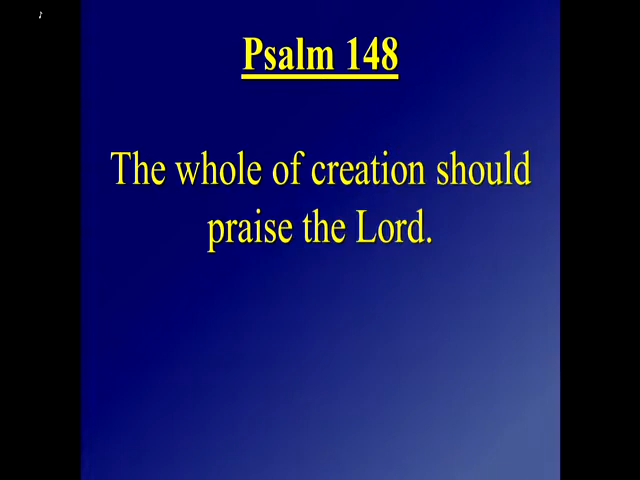 ♪
Psalm 148
The whole of creation should
praise the Lord.